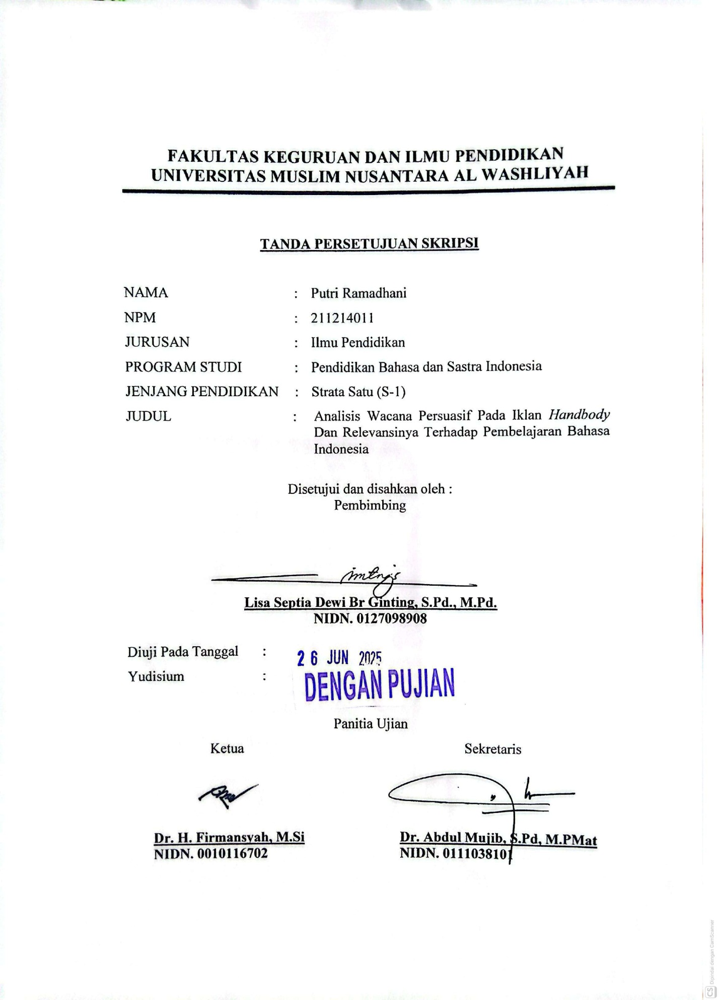 FAKULTAS KEGURUAN DAN ILMU PENDIDIKAN
UNIVERSITAS MUSLIM NUSANTARA AL WASHLIYAH
TANDA PERSETUJUAN SKRIPSI
NAMA : Putri Ramadhani
NPM : 211214011
JURUSAN : Ilmu Pendidikan
PROGRAM STUDI : Pendidikan Bahasa dan Sastra Indonesia
JENJANG PENDIDIKAN : Strata Satu (S-1)
JUDUL : Analisis Wacana Persuasif Pada Iklan Handbody
Dan Relevansinya Terhadap Pembelajaran Bahasa
Indonesia
Disetujui dan disahkan oleh :
Pembimbing
Lisa Septia Dewi Br Ginting, S.Pd., M.Pd.
NIDN. 0127098908
Diuji Pada Tanggal : 26 JUN 2025
Yudisium : DENGAN PUJIAN
Panitia Ujian
Ketua Sekretaris
Dr. H. Firmansyah, M.Si Dr. Abdul Mujib, S.Pd, M.PMat
NIDN. 0010116702 NIDN. 0111038101
CS Dipindai dengan CamScanner